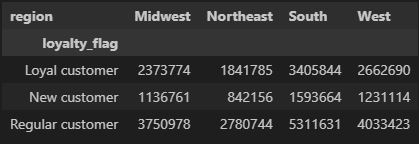 region Midwest Northeast South West
loyalty_flag
Loyal customer 2373774 1841785 3405844 2662690
New customer 1136761 842156 1593664 1231114
Regular customer 3750978 2780744 5311631 4033423